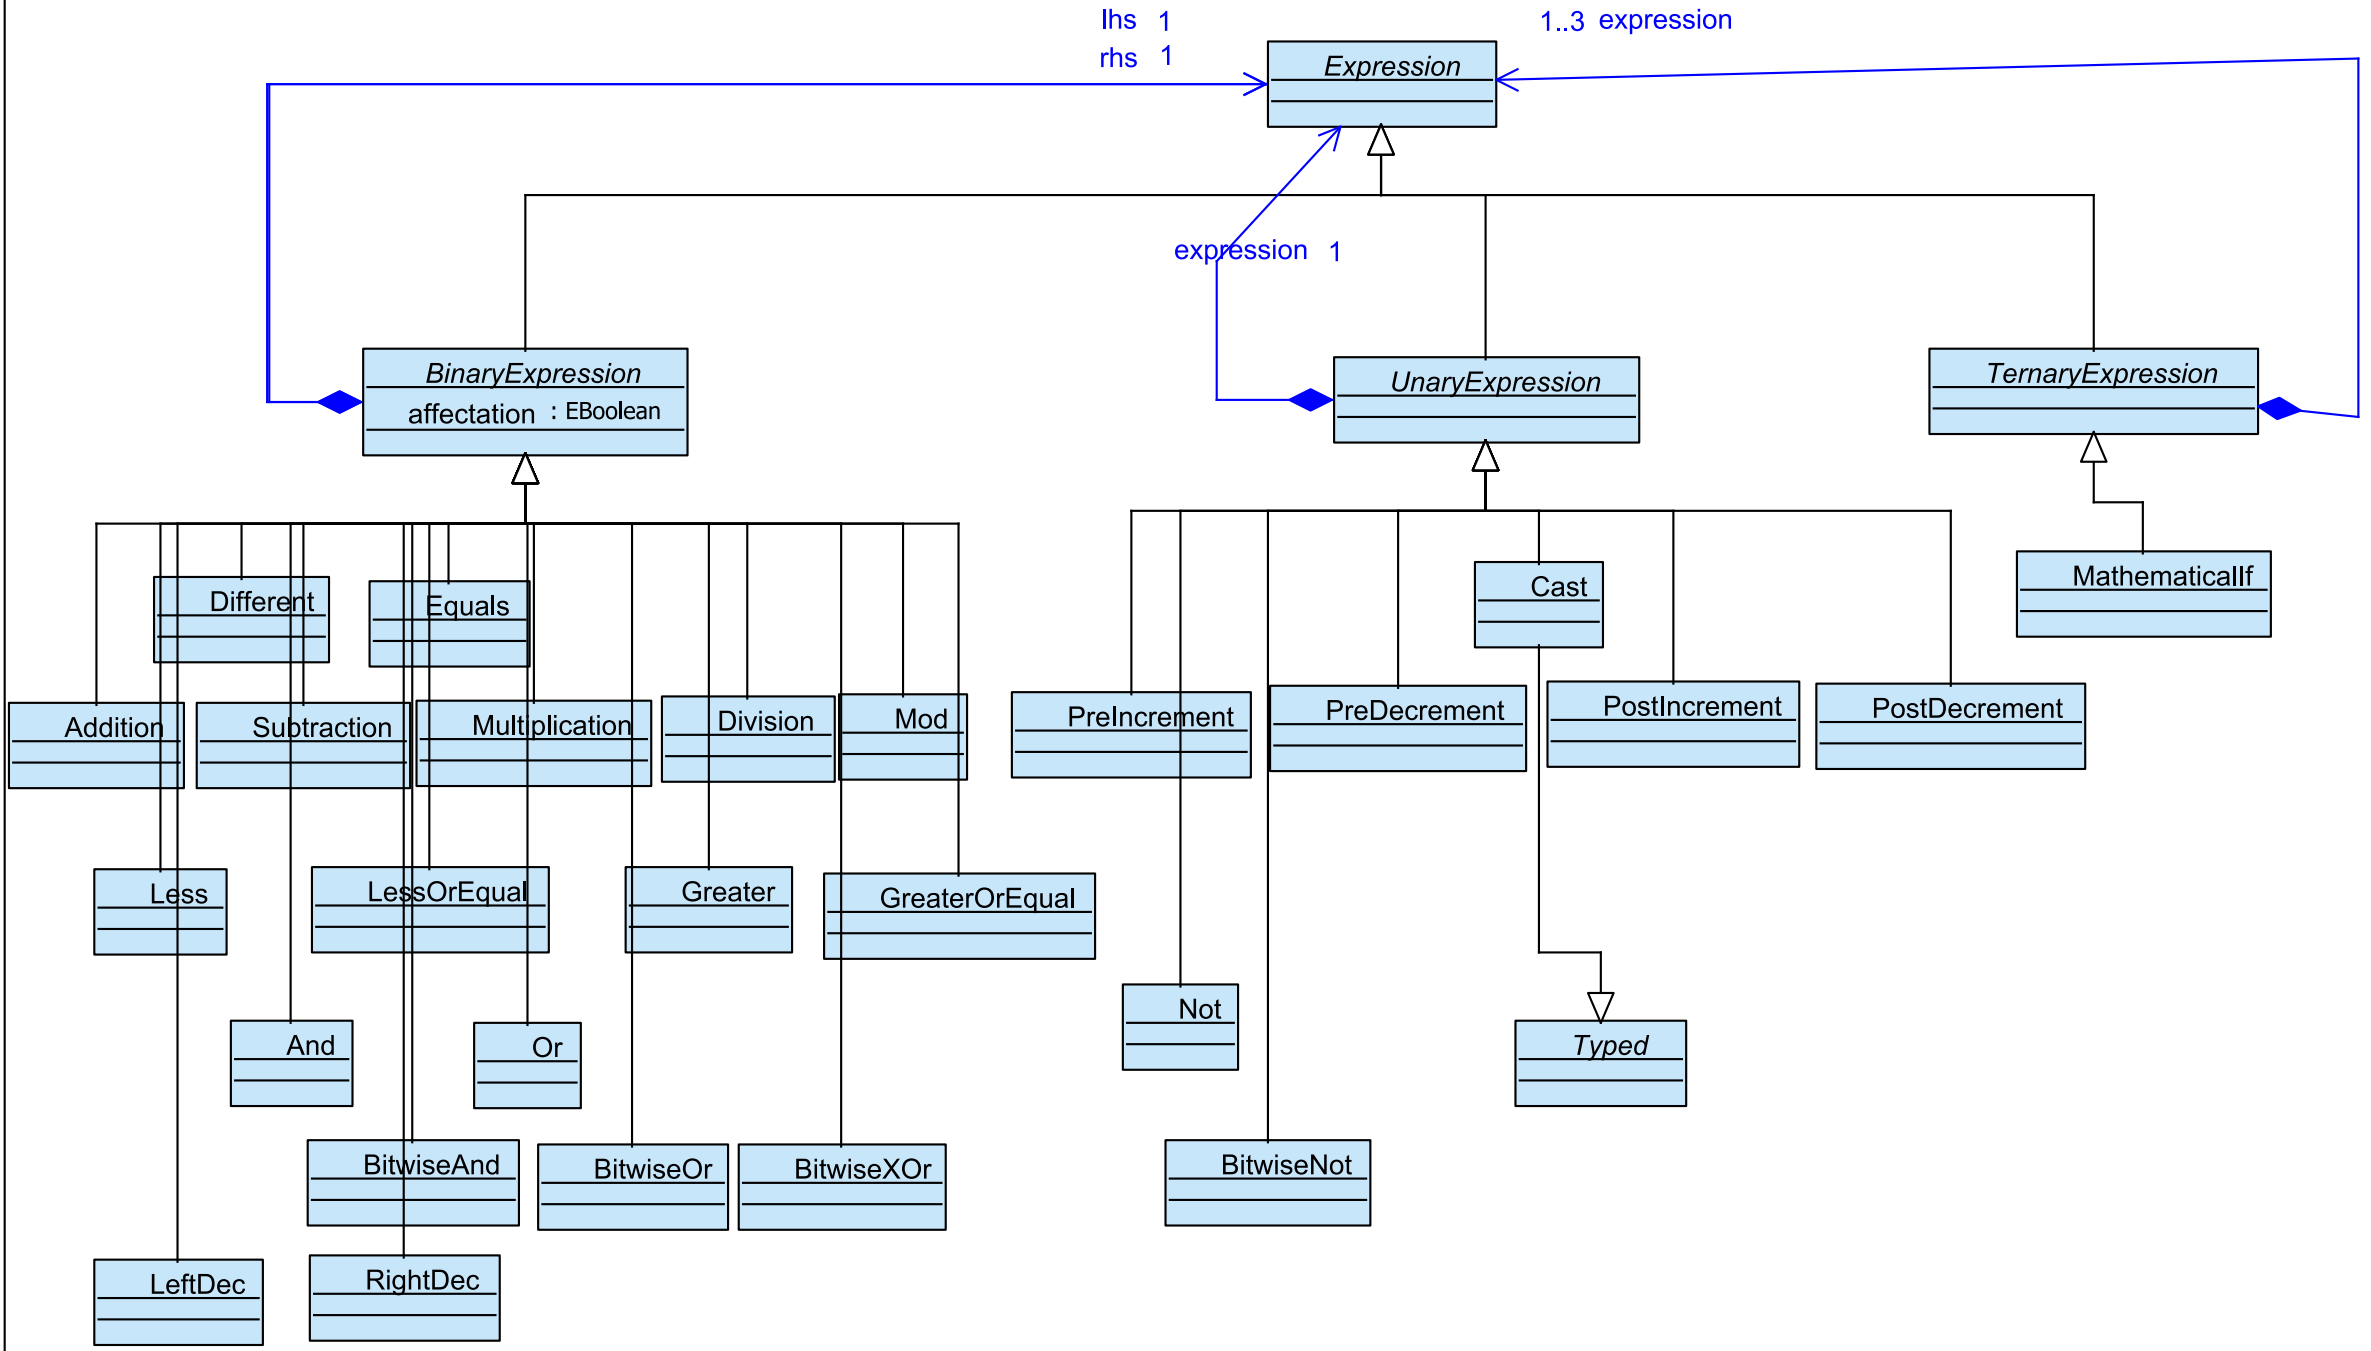 lhs 1
1..3 expression
rhs 1
Expression
expression 1
BinaryExpression
UnaryExpression
TernaryExpression
affectation : EBoolean
Different
Equals
Cast
MathematicalIf
Addition
Subtraction
Multiplication
Division
Mod
PreIncrement
PreDecrement
PostIncrement
PostDecrement
Less
LessOrEqual
Greater
GreaterOrEqual
Not
And
Or
Typed
BitwiseAnd
BitwiseOr
BitwiseXOr
BitwiseNot
LeftDec
RightDec